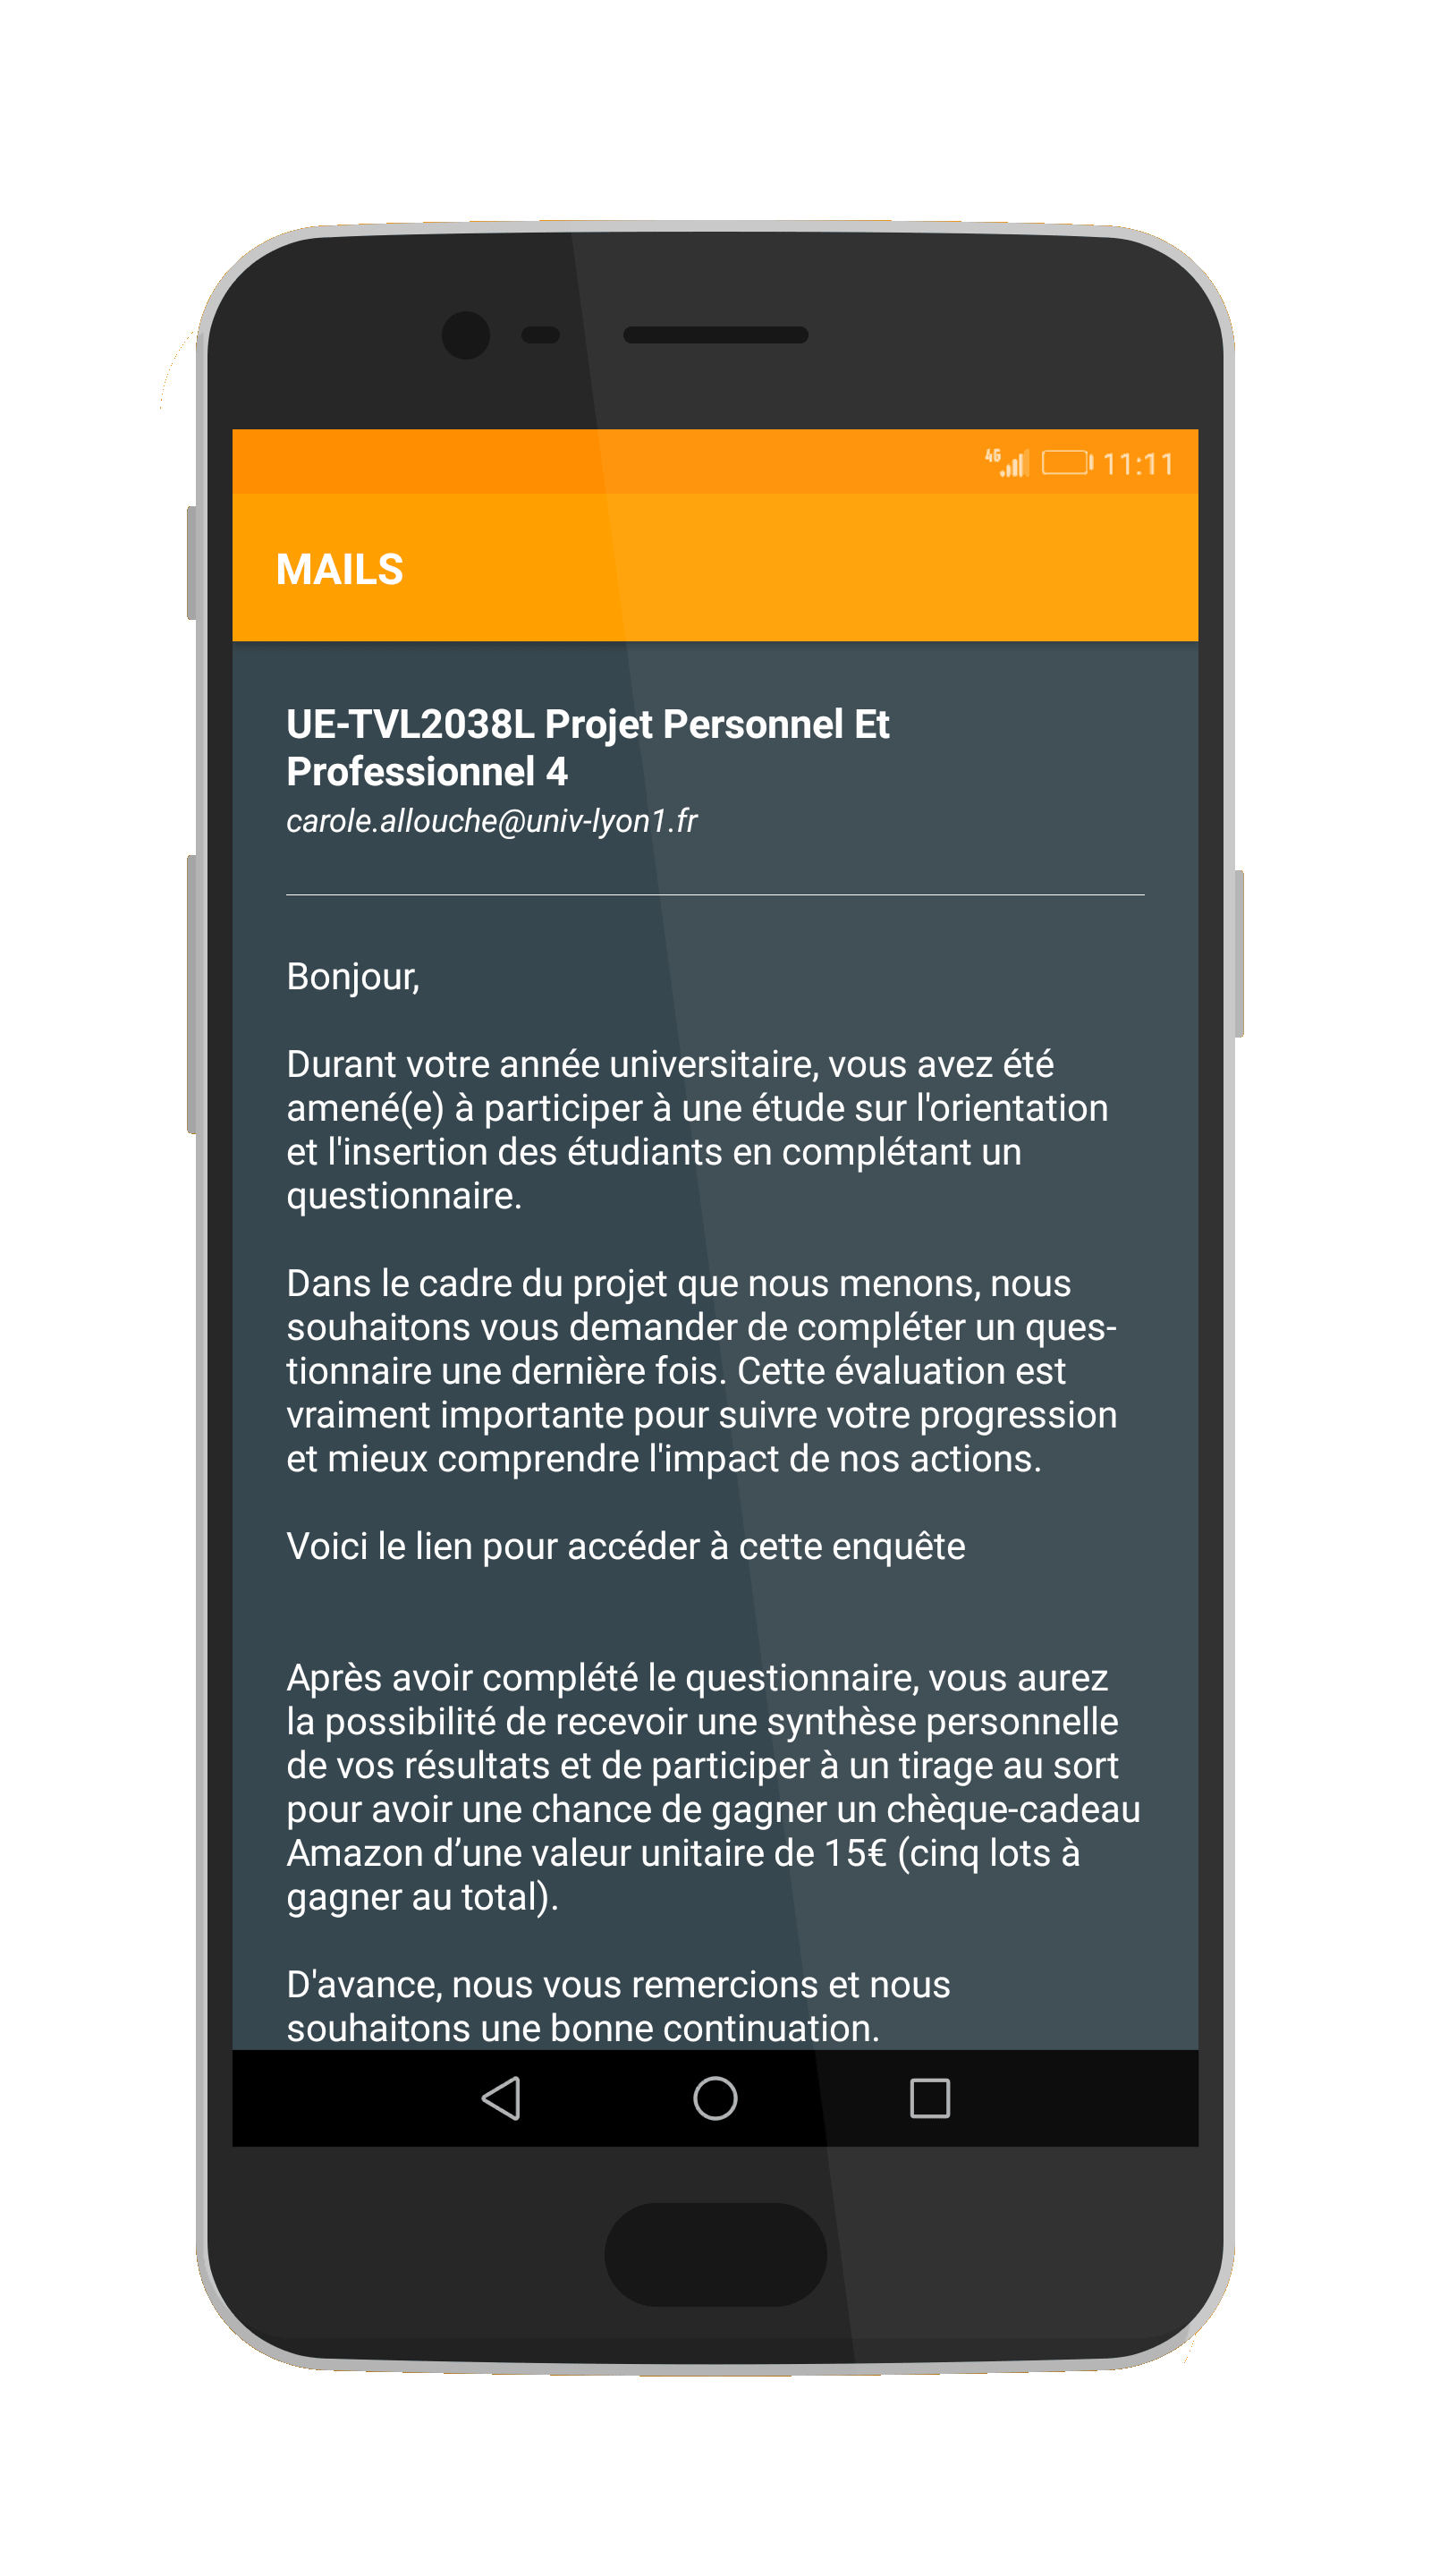 4G 11:11
MAILS
UE-TVL2038L Projet Personnel Et
Professionnel 4
carole.allouche@univ-lyon1.fr
Bonjour,
Durant votre année universitaire, vous avez été
amené(e) à participer à une étude sur l'orientation
et l'insertion des étudiants en complétant un
questionnaire.
Dans le cadre du projet que nous menons, nous
souhaitons vous demander de compléter un ques-
tionnaire une dernière fois. Cette évaluation est
vraiment importante pour suivre votre progression
et mieux comprendre l'impact de nos actions.
Voici le lien pour accéder à cette enquête
Après avoir complété le questionnaire, vous aurez
la possibilité de recevoir une synthèse personnelle
de vos résultats et de participer à un tirage au sort
pour avoir une chance de gagner un chèque-cadeau
Amazon d’une valeur unitaire de 15€ (cinq lots à
gagner au total).
D'avance, nous vous remercions et nous
souhaitons une bonne continuation.